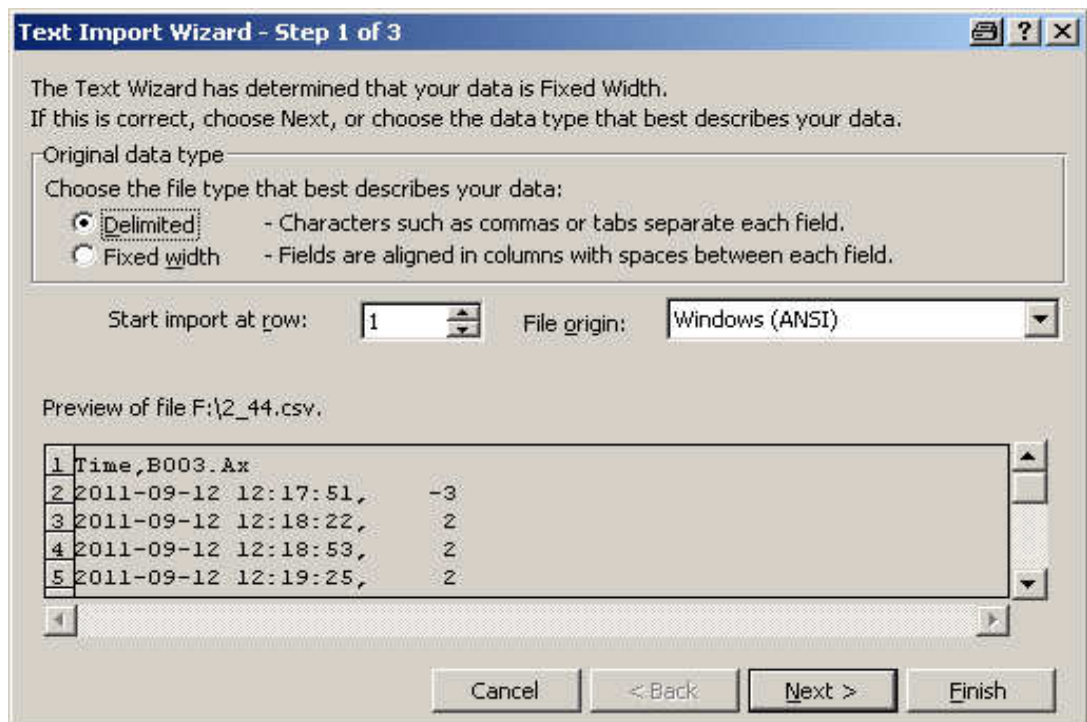 Text Import Wizard - Step 1 of 3
The Text Wizard has determined that your data is Fixed Width.
If this is correct, choose Next, or choose the data type that best describes your data.
Original data type
Choose the file type that best describes your data:
Delimited - Characters such as commas or tabs separate each field.
Fixed width - Fields are aligned in columns with spaces between each field.
Start import at row: 1 File origin: Windows (ANSI)
Preview of file F:\2_44.csv.
1 Time,B003.Ax
2 2011-09-12 12:17:51, -3
3 2011-09-12 12:18:22, 2
4 2011-09-12 12:18:53, 2
5 2011-09-12 12:19:25, 2
Cancel < Back Next > Finish